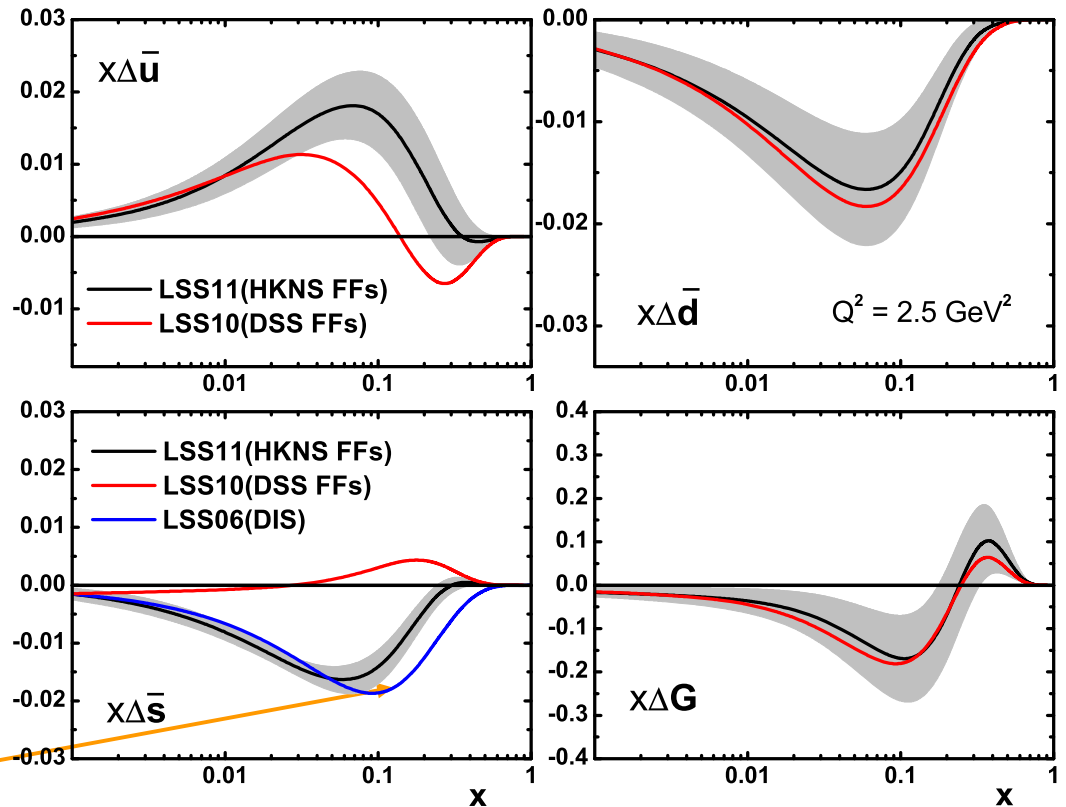 0.03
0.02
0.01
0.00
-0.01
xΔū
LSS11(HKNS FFs)
LSS10(DSS FFs)
0.01 0.1 1
0.00
-0.01
-0.02
-0.03
xΔd̄
Q² = 2.5 GeV²
0.01 0.1 1
0.03
0.02
0.01
0.00
-0.01
-0.02
-0.03
LSS11(HKNS FFs)
LSS10(DSS FFs)
LSS06(DIS)
xΔs̄
0.01 0.1 1
x
0.4
0.3
0.2
0.1
0.0
-0.1
-0.2
-0.3
-0.4
xΔG
0.01 0.1 1
x